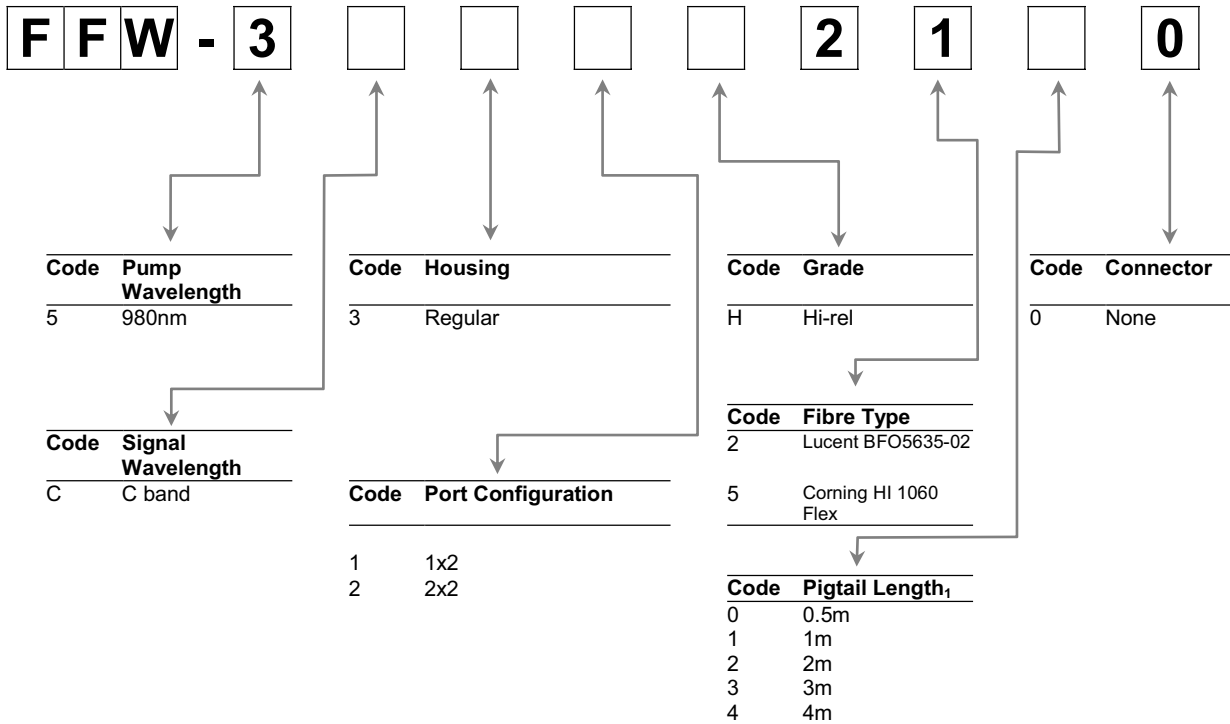 FFW - 3 2 1 0
Code Pump Wavelength
5 980nm
Code Housing
3 Regular
Code Grade
H Hi-rel
Code Connector
0 None
Code Signal Wavelength
C C band
Code Port Configuration
1 1x2
2 2x2
Code Fibre Type
2 Lucent BFO5635-02
5 Corning HI 1060 Flex
Code Pigtail Length1
0 0.5m
1 1m
2 2m
3 3m
4 4m